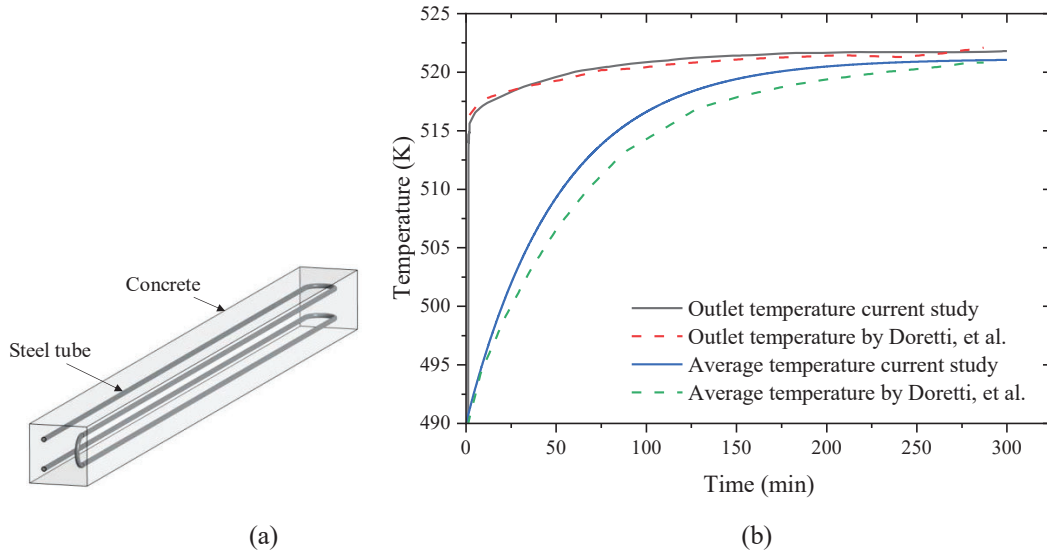 Concrete
Steel tube
(a)
525
520
515
510
505
500
495
490
Temperature (K)
Outlet temperature current study
Outlet temperature by Doretti, et al.
Average temperature current study
Average temperature by Doretti, et al.
0 50 100 150 200 250 300
Time (min)
(b)